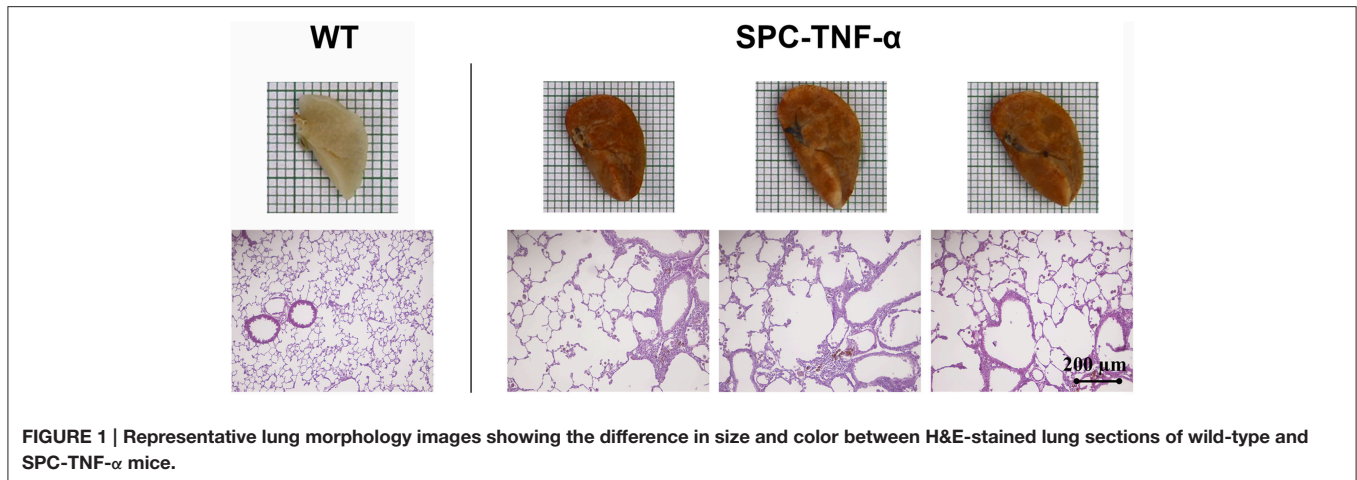 WT
SPC-TNF-α
200 µm
FIGURE 1 | Representative lung morphology images showing the difference in size and color between H&E-stained lung sections of wild-type and
SPC-TNF-α mice.